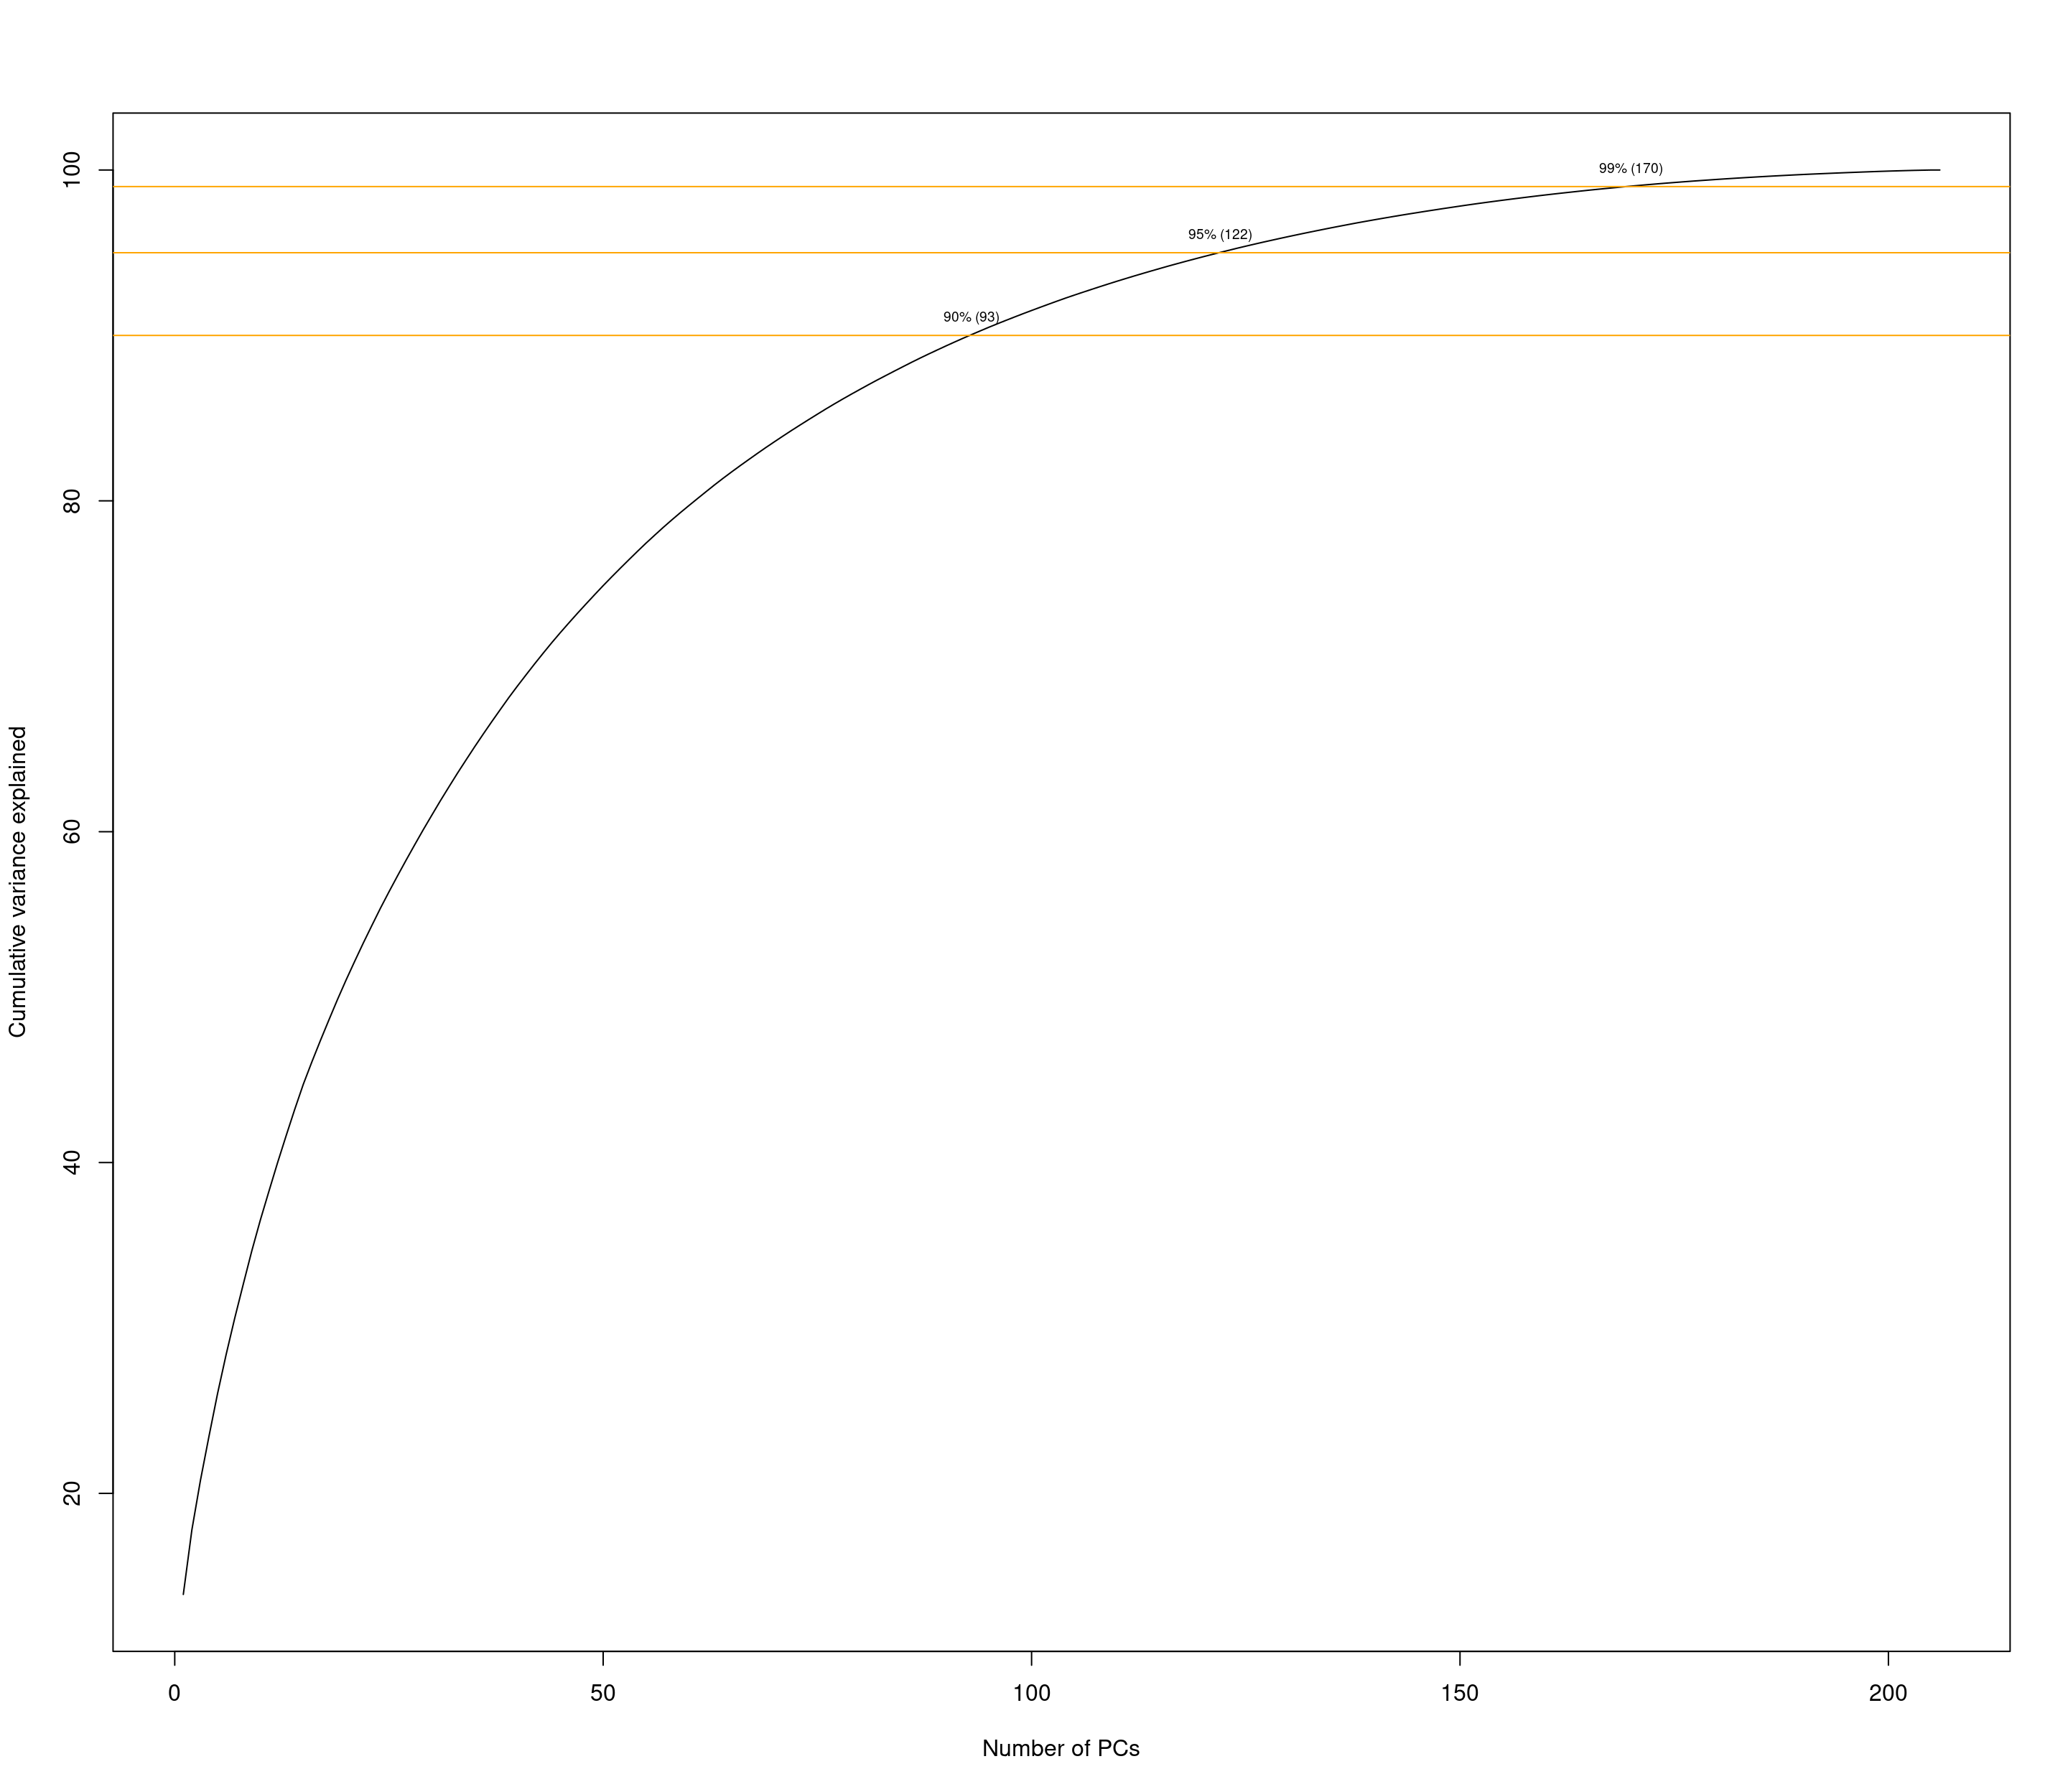 Cumulative variance explained
100
80
60
40
20
99% (170)
95% (122)
90% (93)
0 50 100 150 200
Number of PCs